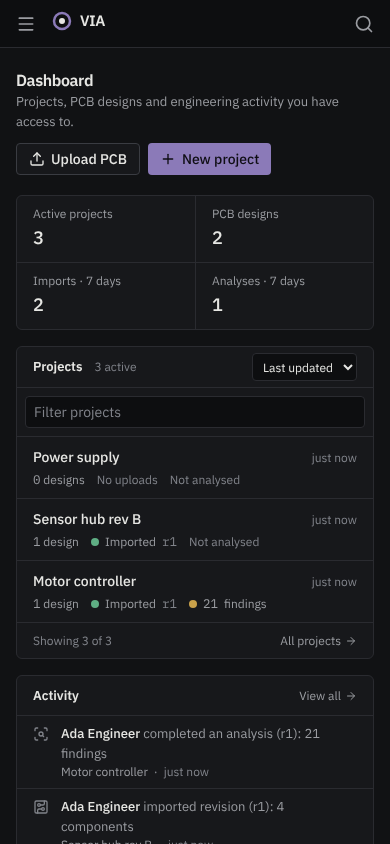 VIA
Dashboard
Projects, PCB designs and engineering activity you have
access to.
Upload PCB
New project
Active projects
3
PCB designs
2
Imports · 7 days
2
Analyses · 7 days
1
Projects 3 active Last updated
Filter projects
Power supply just now
0 designs No uploads Not analysed
Sensor hub rev B just now
1 design Imported r1 Not analysed
Motor controller just now
1 design Imported r1 21 findings
Showing 3 of 3 All projects →
Activity View all →
Ada Engineer completed an analysis (r1): 21
findings
Motor controller · just now
Ada Engineer imported revision (r1): 4
components
Sensor hub rev B · just now